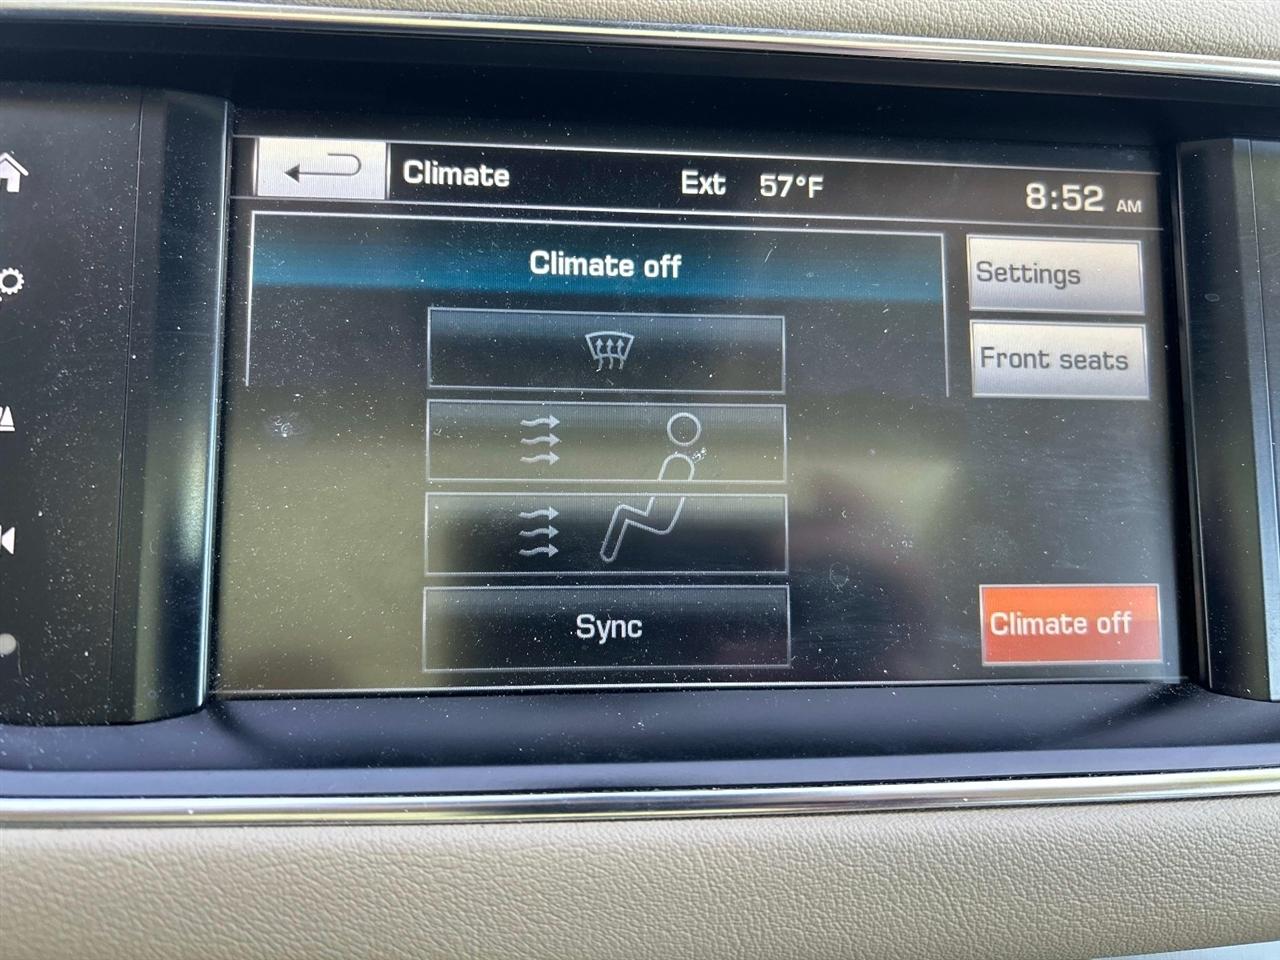 Climate Ext 57°F 8:52 AM
Climate off
Settings
Front seats
Sync
Climate off